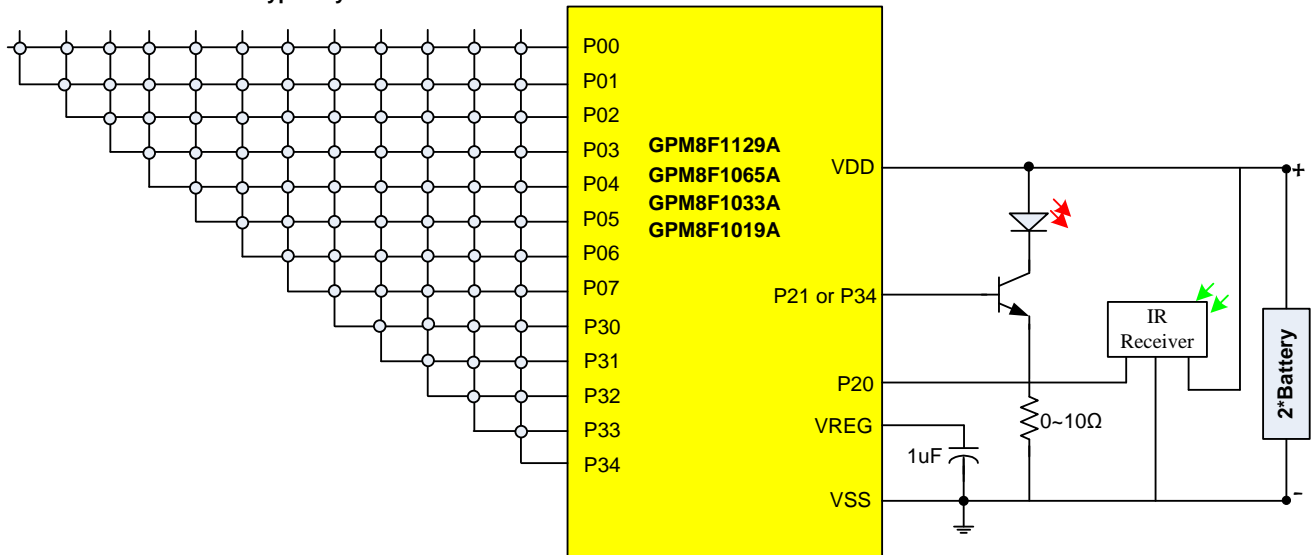 P00
P01
P02
P03
P04
P05
P06
P07
P30
P31
P32
P33
P34
GPM8F1129A
GPM8F1065A
GPM8F1033A
GPM8F1019A
VDD
P21 or P34
P20
VREG
VSS
1uF
0~10Ω
IR
Receiver
+
2*Battery
-